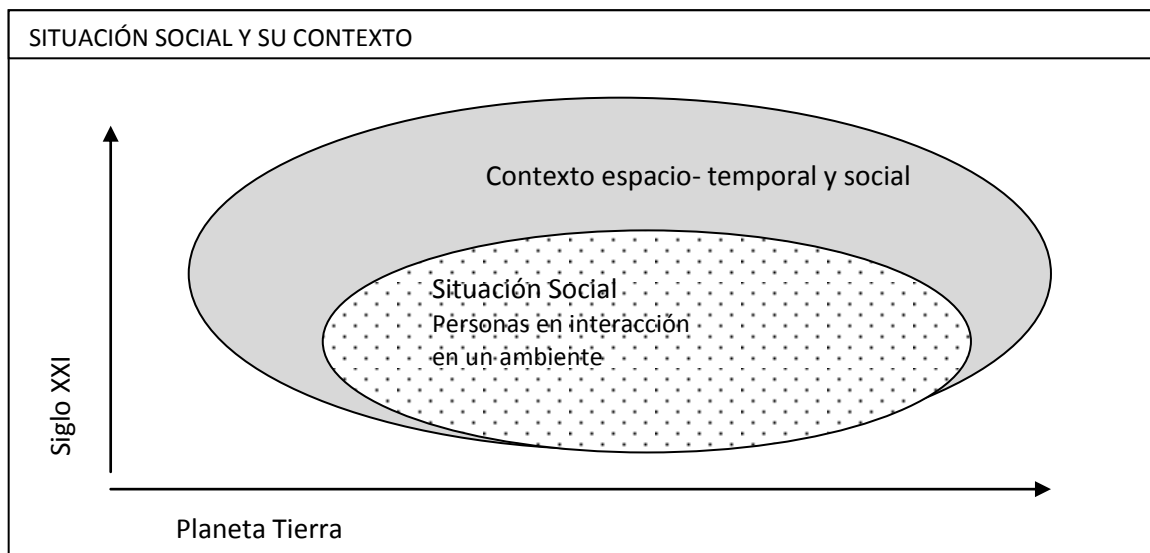 SITUACIÓN SOCIAL Y SU CONTEXTO
Contexto espacio- temporal y social
Situación Social
Personas en interacción
en un ambiente
Siglo XXI
Planeta Tierra